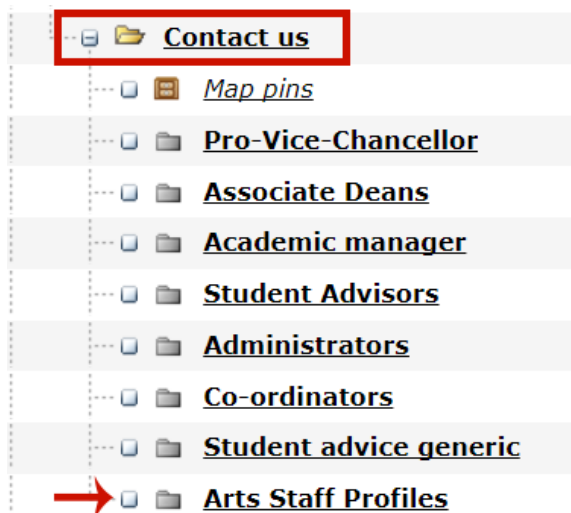 Contact us
Map pins
Pro-Vice-Chancellor
Associate Deans
Academic manager
Student Advisors
Administrators
Co-ordinators
Student advice generic
Arts Staff Profiles